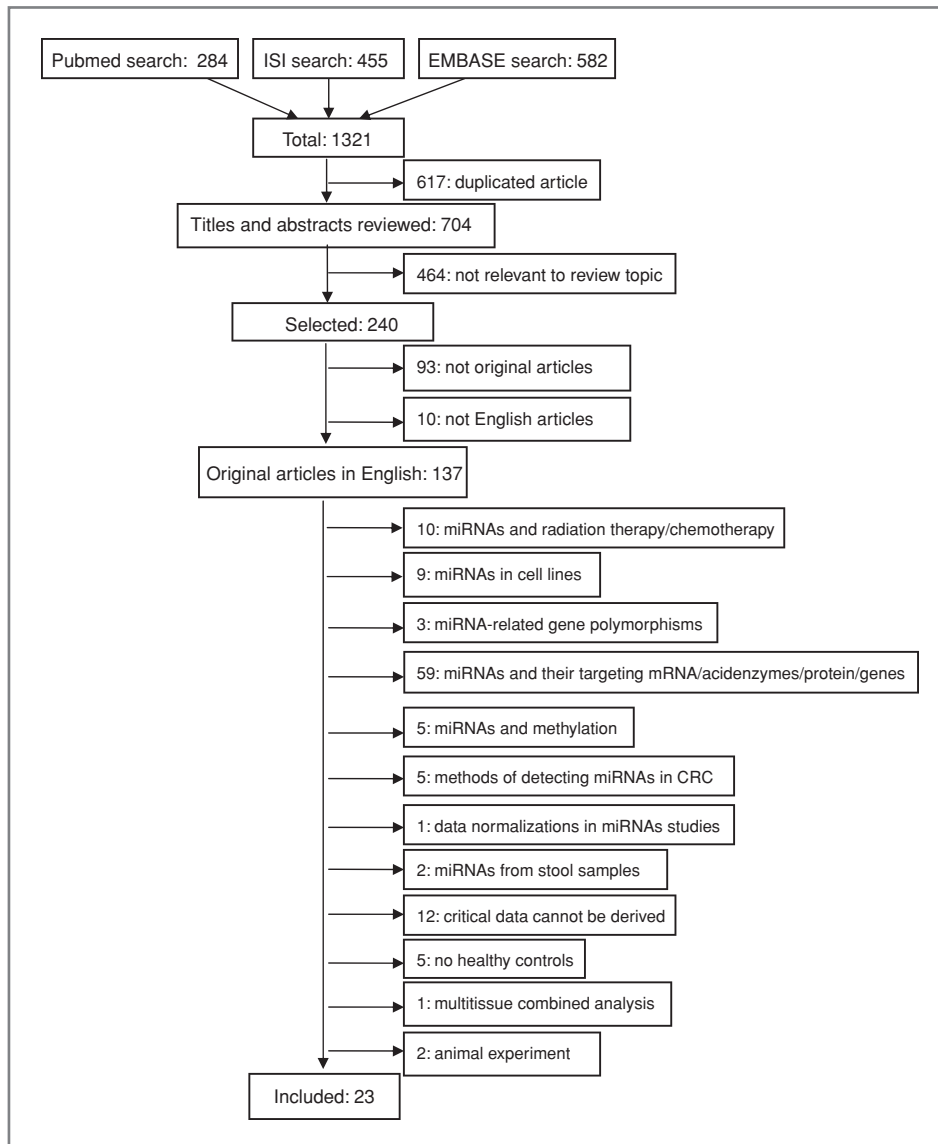 Pubmed search: 284
ISI search: 455
EMBASE search: 582
Total: 1321
617: duplicated article
Titles and abstracts reviewed: 704
464: not relevant to review topic
Selected: 240
93: not original articles
10: not English articles
Original articles in English: 137
10: miRNAs and radiation therapy/chemotherapy
9: miRNAs in cell lines
3: miRNA-related gene polymorphisms
59: miRNAs and their targeting mRNA/acidenzymes/protein/genes
5: miRNAs and methylation
5: methods of detecting miRNAs in CRC
1: data normalizations in miRNAs studies
2: miRNAs from stool samples
12: critical data cannot be derived
5: no healthy controls
1: multitissue combined analysis
2: animal experiment
Included: 23